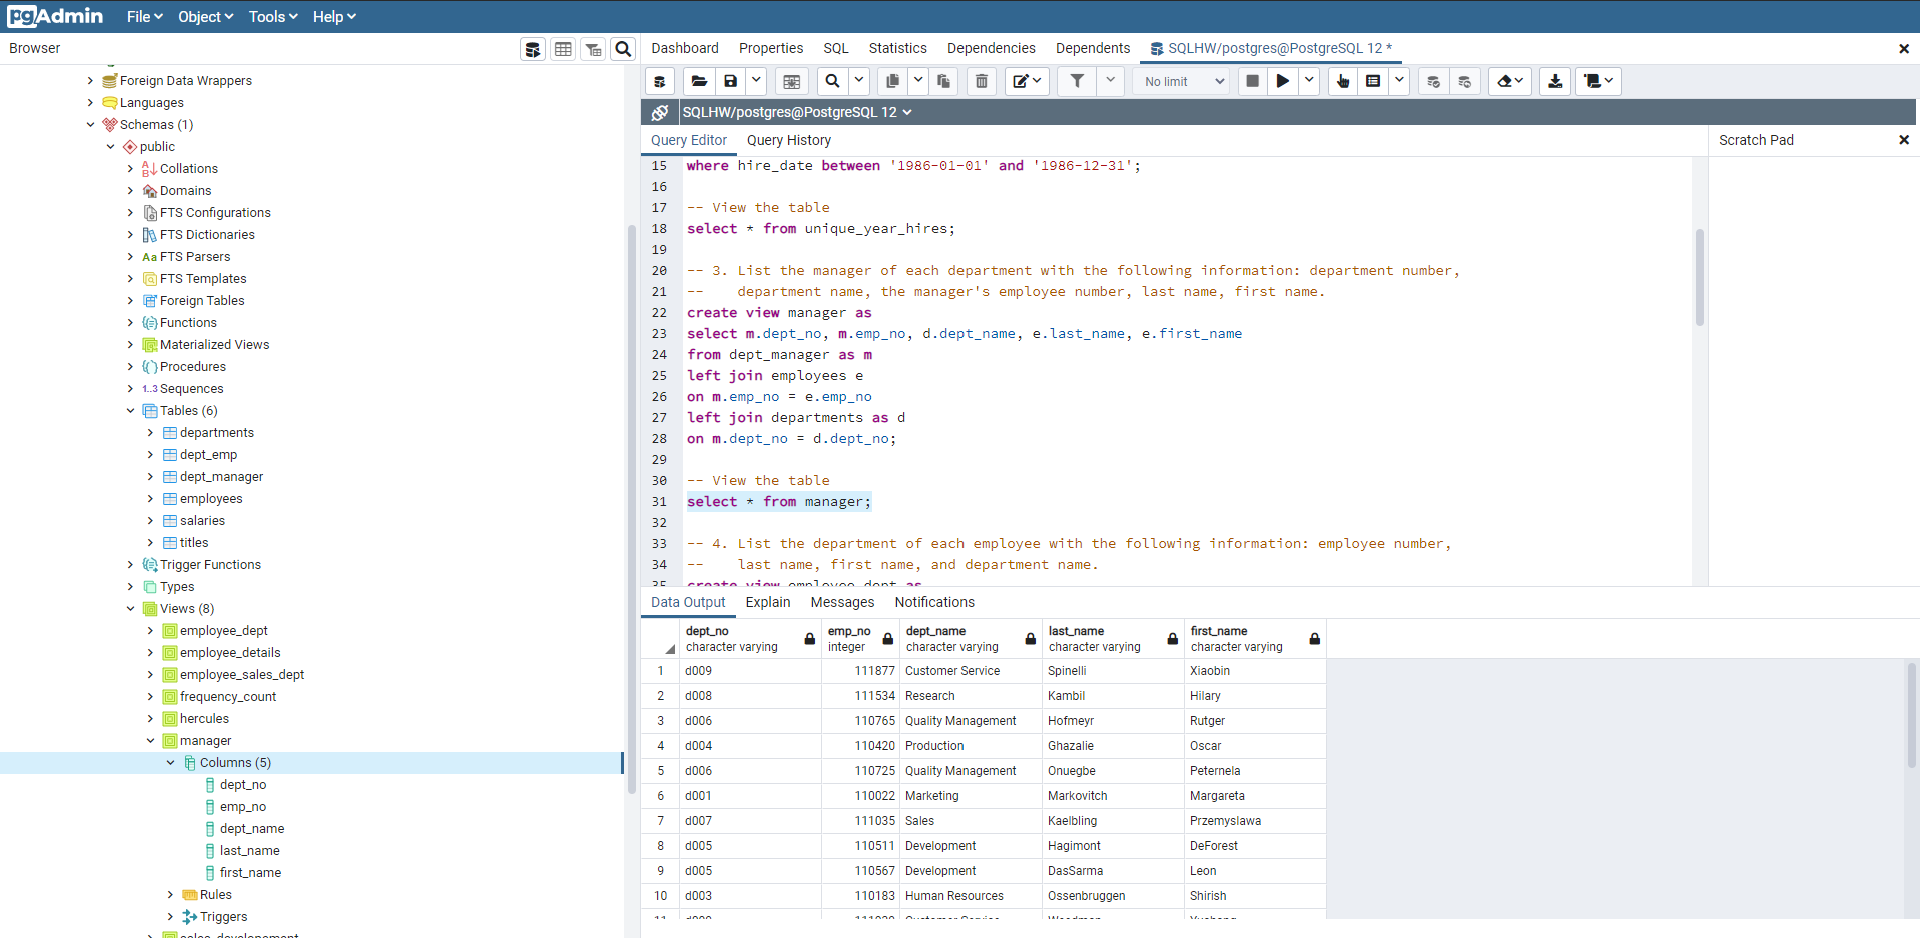 pgAdmin File Object Tools Help
Browser
Foreign Data Wrappers
Languages
Schemas (1)
public
Collations
Domains
FTS Configurations
FTS Dictionaries
Aa FTS Parsers
FTS Templates
Foreign Tables
Functions
Materialized Views
Procedures
1..3 Sequences
Tables (6)
departments
dept_emp
dept_manager
employees
salaries
titles
Trigger Functions
Types
Views (8)
employee_dept
employee_details
employee_sales_dept
frequency_count
hercules
manager
Columns (5)
dept_no
emp_no
dept_name
last_name
first_name
Rules
Triggers
sales_developement
Dashboard Properties SQL Statistics Dependencies Dependents SQLHW/postgres@PostgreSQL 12 *
No limit
SQLHW/postgres@PostgreSQL 12
Query Editor Query History
15 where hire_date between '1986-01-01' and '1986-12-31';
16
17 -- View the table
18 select * from unique_year_hires;
19
20 -- 3. List the manager of each department with the following information: department number,
21 --    department name, the manager's employee number, last name, first name.
22 create view manager as
23 select m.dept_no, m.emp_no, d.dept_name, e.last_name, e.first_name
24 from dept_manager as m
25 left join employees e
26 on m.emp_no = e.emp_no
27 left join departments as d
28 on m.dept_no = d.dept_no;
29
30 -- View the table
31 select * from manager;
32
33 -- 4. List the department of each employee with the following information: employee number,
34 --    last name, first name, and department name.
35 create view employee_dept as
Scratch Pad
Data Output Explain Messages Notifications
dept_no emp_no dept_name last_name first_name
character varying integer character varying character varying character varying
1 d009 111877 Customer Service Spinelli Xiaobin
2 d008 111534 Research Kambil Hilary
3 d006 110765 Quality Management Hofmeyr Rutger
4 d004 110420 Production Ghazalie Oscar
5 d006 110725 Quality Management Onuegbe Peternela
6 d001 110022 Marketing Markovitch Margareta
7 d007 111035 Sales Kaelbling Przemyslawa
8 d005 110511 Development Hagimont DeForest
9 d005 110567 Development DasSarma Leon
10 d003 110183 Human Resources Ossenbruggen Shirish
11 d009 111939 Customer Service